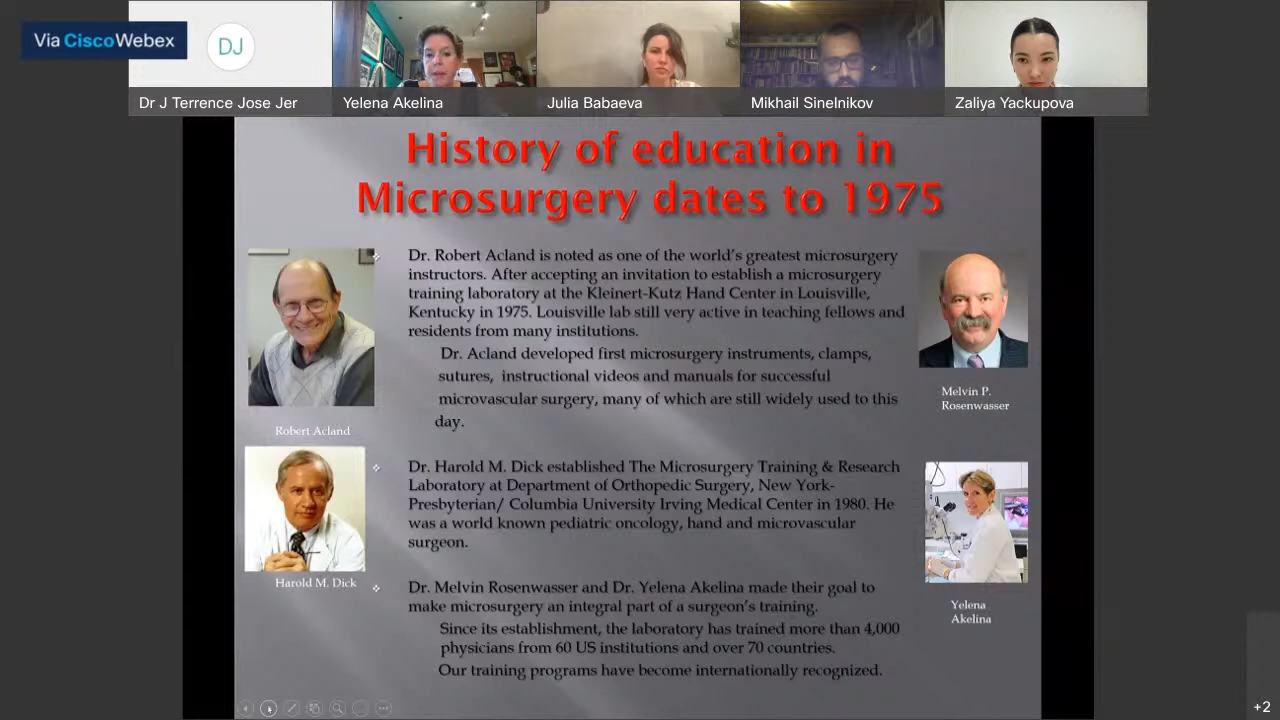 Via CiscoWebex
DJ
Dr J Terrence Jose Jer
Yelena Akelina
Julia Babaeva
Mikhail Sinelnikov
Zaliya Yackupova
History of education in
Microsurgery dates to 1975
Dr. Robert Acland is noted as one of the world's greatest microsurgery
instructors. After accepting an invitation to establish a microsurgery
training laboratory at the Kleinert-Kutz Hand Center in Louisville,
Kentucky in 1975. Louisville lab still very active in teaching fellows and
residents from many institutions.
Dr. Acland developed first microsurgery instruments, clamps,
sutures, instructional videos and manuals for successful
microvascular surgery, many of which are still widely used to this
day.
Robert Acland
Melvin P.
Rosenwasser
Dr. Harold M. Dick established The Microsurgery Training & Research
Laboratory at Department of Orthopedic Surgery, New York-
Presbyterian/ Columbia University Irving Medical Center in 1980. He
was a world known pediatric oncology, hand and microvascular
surgeon.
Harold M. Dick
Dr. Melvin Rosenwasser and Dr. Yelena Akelina made their goal to
make microsurgery an integral part of a surgeon's training.
Since its establishment, the laboratory has trained more than 4,000
physicians from 60 US institutions and over 70 countries.
Our training programs have become internationally recognized.
Yelena
Akelina
+2